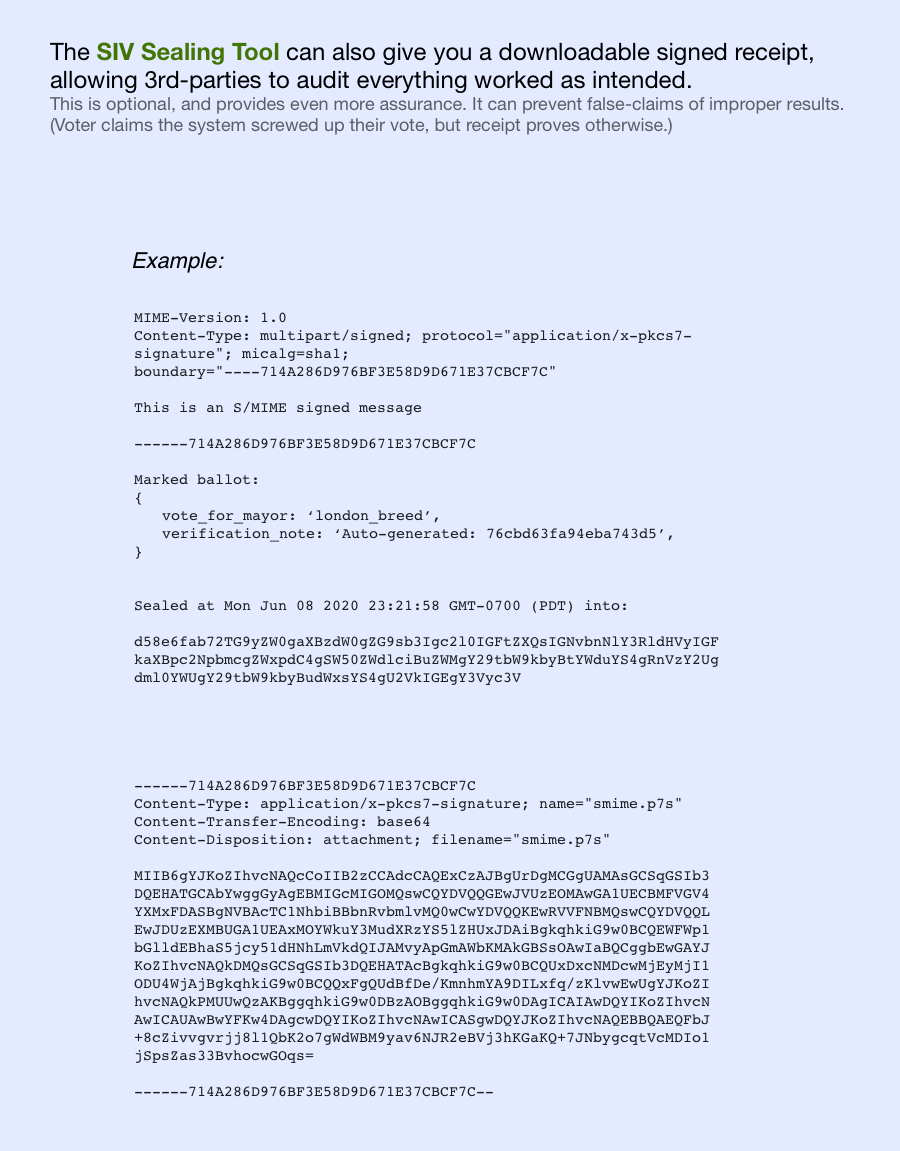 The SIV Sealing Tool can also give you a downloadable signed receipt,
allowing 3rd-parties to audit everything worked as intended.
This is optional, and provides even more assurance. It can prevent false-claims of improper results.
(Voter claims the system screwed up their vote, but receipt proves otherwise.)
Example:
MIME-Version: 1.0
Content-Type: multipart/signed; protocol="application/x-pkcs7-
signature"; micalg=sha1;
boundary="----714A286D976BF3E58D9D671E37CBCF7C"
This is an S/MIME signed message
------714A286D976BF3E58D9D671E37CBCF7C
Marked ballot:
{
vote_for_mayor: ‘london_breed’,
verification_note: ‘Auto-generated: 76cbd63fa94eba743d5’,
}
Sealed at Mon Jun 08 2020 23:21:58 GMT-0700 (PDT) into:
d58e6fab72TG9yZW0gaXBzdW0gZG9sb3Igc2l0IGFtZXQsIGNvbnNlY3RldHVyIGF
kaXBpc2NpbmcgZWxpdC4gSW50ZWdlciBuZWMgY29tbW9kbyBtYWduYS4gRnVzY2Ug
dml0YWUgY29tbW9kbyBudWxsYS4gU2VkIGEgY3Vyc3V
------714A286D976BF3E58D9D671E37CBCF7C
Content-Type: application/x-pkcs7-signature; name="smime.p7s"
Content-Transfer-Encoding: base64
Content-Disposition: attachment; filename="smime.p7s"
MIIB6gYJKoZIhvcNAQcCoIIB2zCCAdcCAQExCzAJBgUrDgMCGgUAMAsGCSqGSIb3
DQEHATGCAbYwggGyAgEBMIGcMIGOMQswCQYDVQQGEwJVUzEOMAwGA1UECBMFVGV4
YXMxFDASBgNVBAcTC1NhbiBBbnRvbmlvMQ0wCwYDVQQKEwRVVFNBMQswCQYDVQQL
EwJDUzEXMBUGA1UEAxMOYWkuY3MudXRzYS5lZHUxJDAiBgkqhkiG9w0BCQEWFWp1
bGlldEBhaS5jcy51dHNhLmVkdQIJAMvyApGmAWbKMAkGBSsOAwIaBQCggbEwGAYJ
KoZIhvcNAQkDMQsGCSqGSIb3DQEHATAcBgkqhkiG9w0BCQUxDxcNMDcwMjEyMjI1
ODU4WjAjBgkqhkiG9w0BCQQxFgQUdBfDe/KmnhmYA9DILxfq/zKlvwEwUgYJKoZI
hvcNAQkPMUUwQzAKBggqhkiG9w0DBzAOBggqhkiG9w0DAgICAIAwDQYIKoZIhvcN
AwICAUAwBwYFKw4DAgcwDQYIKoZIhvcNAwICASgwDQYJKoZIhvcNAQEBBQAEQFbJ
+8cZivvgvrjj8l1QbK2o7gWdWBM9yav6NJR2eBVj3hKGaKQ+7JNbygcqtVcMDIo1
jSpsZas33BvhocwGOqs=
------714A286D976BF3E58D9D671E37CBCF7C--